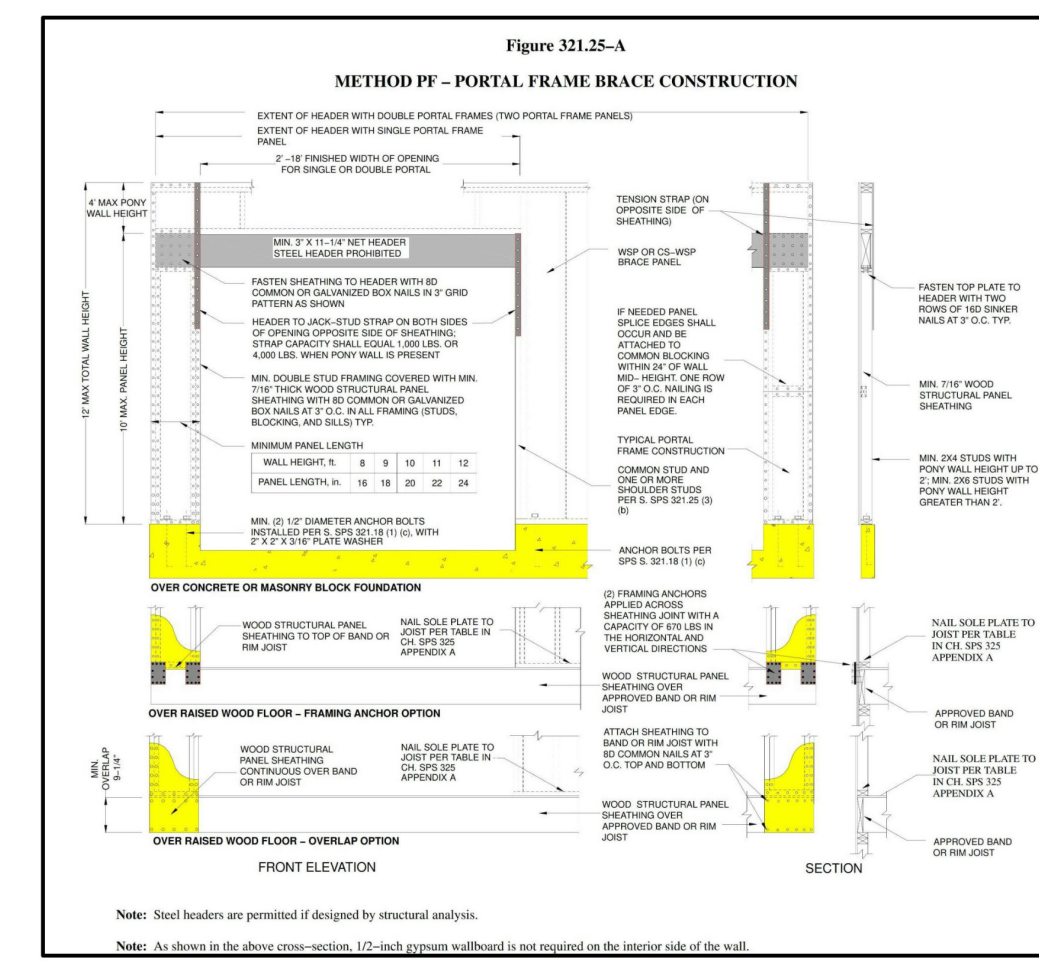 Figure 321.25–A
METHOD PF – PORTAL FRAME BRACE CONSTRUCTION
EXTENT OF HEADER WITH DOUBLE PORTAL FRAMES (TWO PORTAL FRAME PANELS)
EXTENT OF HEADER WITH SINGLE PORTAL FRAME
PANEL
2' –18' FINISHED WIDTH OF OPENING
FOR SINGLE OR DOUBLE PORTAL
4' MAX PONY
WALL HEIGHT
12' MAX TOTAL WALL HEIGHT
10' MAX. PANEL HEIGHT
MIN. 3" X 11–1/4" NET HEADER
STEEL HEADER PROHIBITED
FASTEN SHEATHING TO HEADER WITH 8D
COMMON OR GALVANIZED BOX NAILS IN 3" GRID
PATTERN AS SHOWN
HEADER TO JACK–STUD STRAP ON BOTH SIDES
OF OPENING OPPOSITE SIDE OF SHEATHING;
STRAP CAPACITY SHALL EQUAL 1,000 LBS. OR
4,000 LBS. WHEN PONY WALL IS PRESENT
MIN. DOUBLE STUD FRAMING COVERED WITH MIN.
7/16" THICK WOOD STRUCTURAL PANEL
SHEATHING WITH 8D COMMON OR GALVANIZED
BOX NAILS AT 3" O.C. IN ALL FRAMING (STUDS,
BLOCKING, AND SILLS) TYP.
MINIMUM PANEL LENGTH
WALL HEIGHT, ft. 8 9 10 11 12
PANEL LENGTH, in. 16 18 20 22 24
MIN. (2) 1/2" DIAMETER ANCHOR BOLTS
INSTALLED PER S. SPS 321.18 (1) (c), WITH
2" X 2" X 3/16" PLATE WASHER
TENSION STRAP (ON
OPPOSITE SIDE OF
SHEATHING)
WSP OR CS–WSP
BRACE PANEL
IF NEEDED PANEL
SPLICE EDGES SHALL
OCCUR AND BE
ATTACHED TO
COMMON BLOCKING
WITHIN 24" OF WALL
MID– HEIGHT. ONE ROW
OF 3" O.C. NAILING IS
REQUIRED IN EACH
PANEL EDGE.
TYPICAL PORTAL
FRAME CONSTRUCTION
COMMON STUD AND
ONE OR MORE
SHOULDER STUDS
PER S. SPS 321.25 (3)
(b)
ANCHOR BOLTS PER
SPS S. 321.18 (1) (c)
FASTEN TOP PLATE TO
HEADER WITH TWO
ROWS OF 16D SINKER
NAILS AT 3" O.C. TYP.
MIN. 7/16" WOOD
STRUCTURAL PANEL
SHEATHING
MIN. 2X4 STUDS WITH
PONY WALL HEIGHT UP TO
2'; MIN. 2X6 STUDS WITH
PONY WALL HEIGHT
GREATER THAN 2'.
OVER CONCRETE OR MASONRY BLOCK FOUNDATION
WOOD STRUCTURAL PANEL
SHEATHING TO TOP OF BAND OR
RIM JOIST
NAIL SOLE PLATE TO
JOIST PER TABLE IN
CH. SPS 325
APPENDIX A
(2) FRAMING ANCHORS
APPLIED ACROSS
SHEATHING JOINT WITH A
CAPACITY OF 670 LBS IN
THE HORIZONTAL AND
VERTICAL DIRECTIONS
WOOD STRUCTURAL PANEL
SHEATHING OVER
APPROVED BAND OR RIM
JOIST
NAIL SOLE PLATE TO
JOIST PER TABLE
IN CH. SPS 325
APPENDIX A
APPROVED BAND
OR RIM JOIST
OVER RAISED WOOD FLOOR – FRAMING ANCHOR OPTION
MIN.
OVERLAP
9–1/4"
WOOD STRUCTURAL
PANEL SHEATHING
CONTINUOUS OVER BAND
OR RIM JOIST
NAIL SOLE PLATE TO
JOIST PER TABLE IN
CH. SPS 325
APPENDIX A
ATTACH SHEATHING TO
BAND OR RIM JOIST WITH
8D COMMON NAILS AT 3"
O.C. TOP AND BOTTOM
WOOD STRUCTURAL PANEL
SHEATHING OVER
APPROVED BAND OR RIM
JOIST
NAIL SOLE PLATE TO
JOIST PER TABLE
IN CH. SPS 325
APPENDIX A
APPROVED BAND
OR RIM JOIST
OVER RAISED WOOD FLOOR – OVERLAP OPTION
FRONT ELEVATION
SECTION
Note: Steel headers are permitted if designed by structural analysis.
Note: As shown in the above cross–section, 1/2–inch gypsum wallboard is not required on the interior side of the wall.